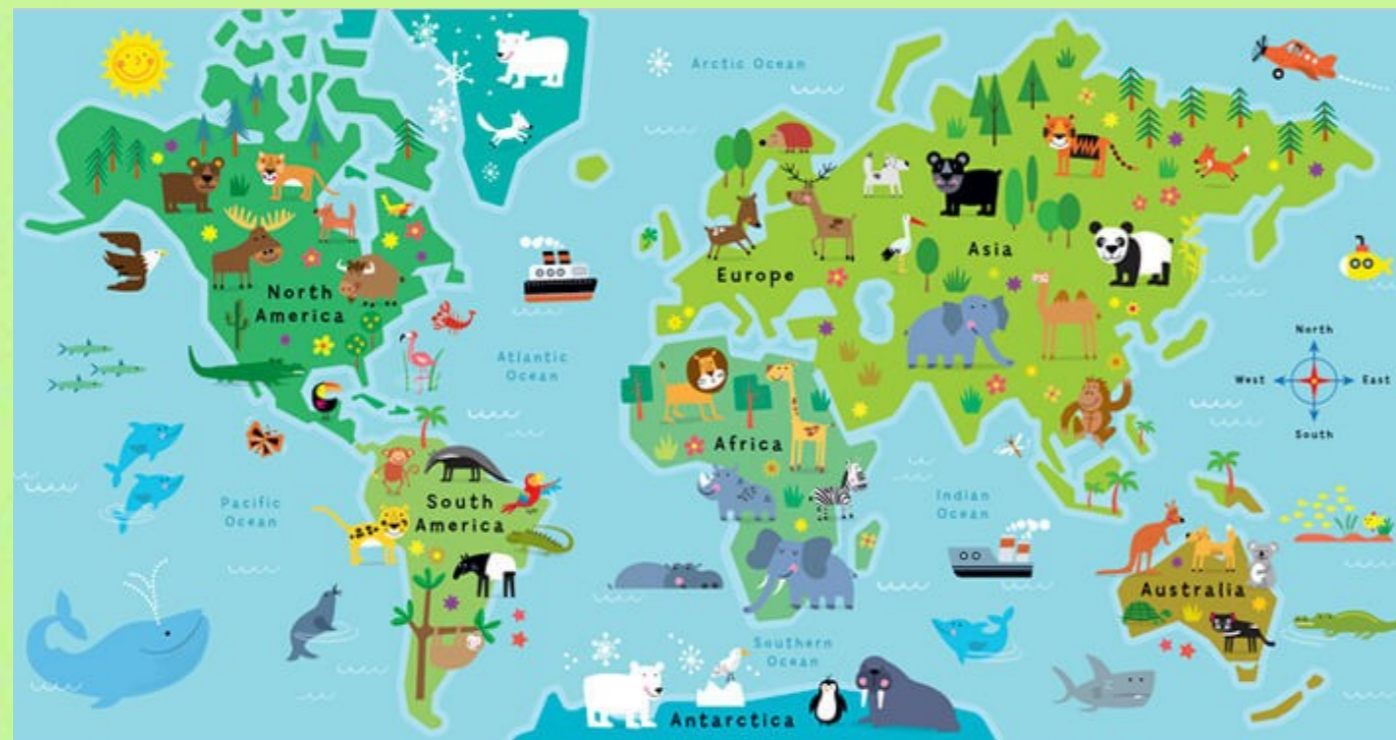 Arctic Ocean
Europe
Asia
North
America
North
West
East
South
Atlantic
Ocean
Africa
Pacific
Ocean
South
America
Indian
Ocean
Australia
Southern
Ocean
Antarctica